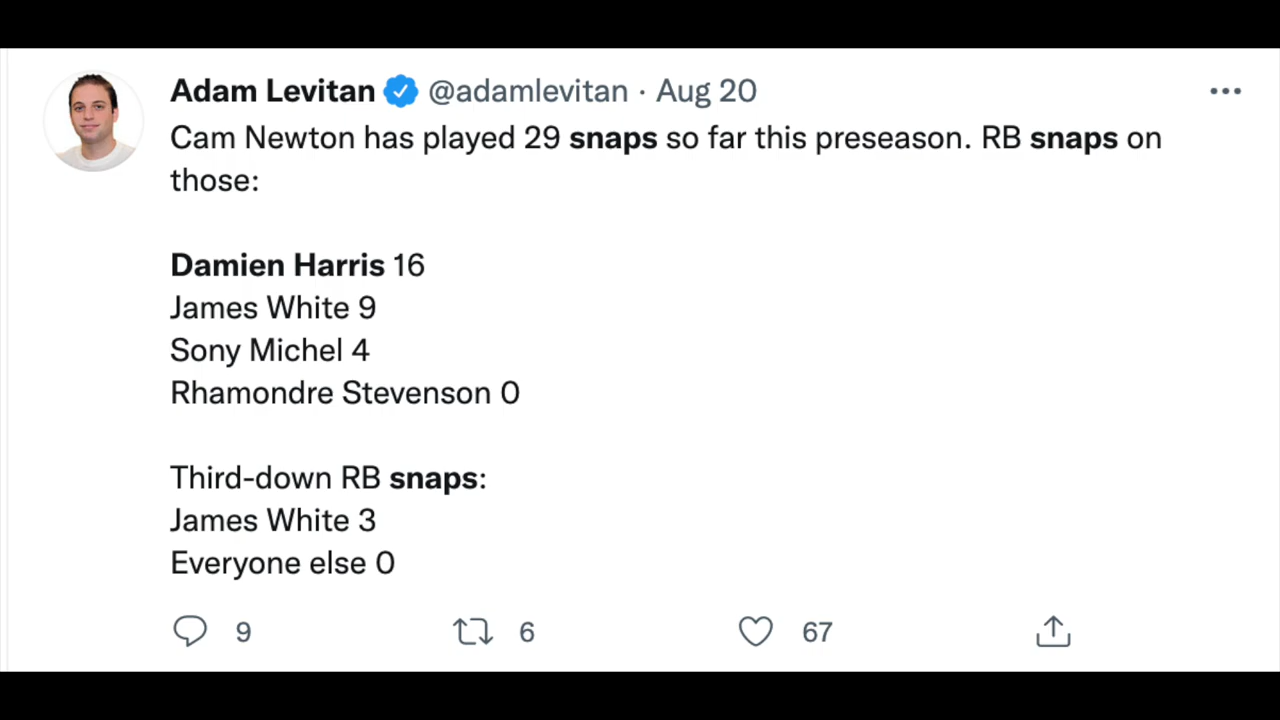 Adam Levitan @adamlevitan · Aug 20
Cam Newton has played 29 snaps so far this preseason. RB snaps on
those:
Damien Harris 16
James White 9
Sony Michel 4
Rhamondre Stevenson 0
Third-down RB snaps:
James White 3
Everyone else 0
9 6 67